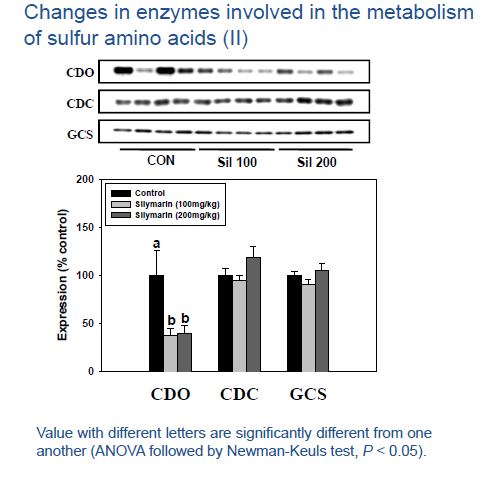 Changes in enzymes involved in the metabolism
of sulfur amino acids (II)
CDO
CDC
GCS
CON Sil 100 Sil 200
200
150
100
50
0
Expression (% control)
Control
Silymarin (100mg/kg)
Silymarin (200mg/kg)
a
b b
CDO CDC GCS
Value with different letters are significantly different from one
another (ANOVA followed by Newman-Keuls test, P < 0.05).